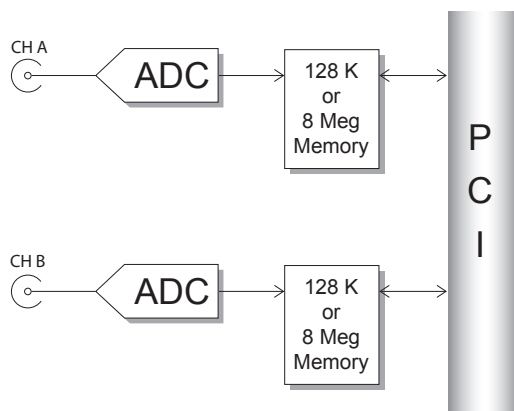 CH A
ADC
128 K
or
8 Meg
Memory
CH B
ADC
128 K
or
8 Meg
Memory
P
C
I